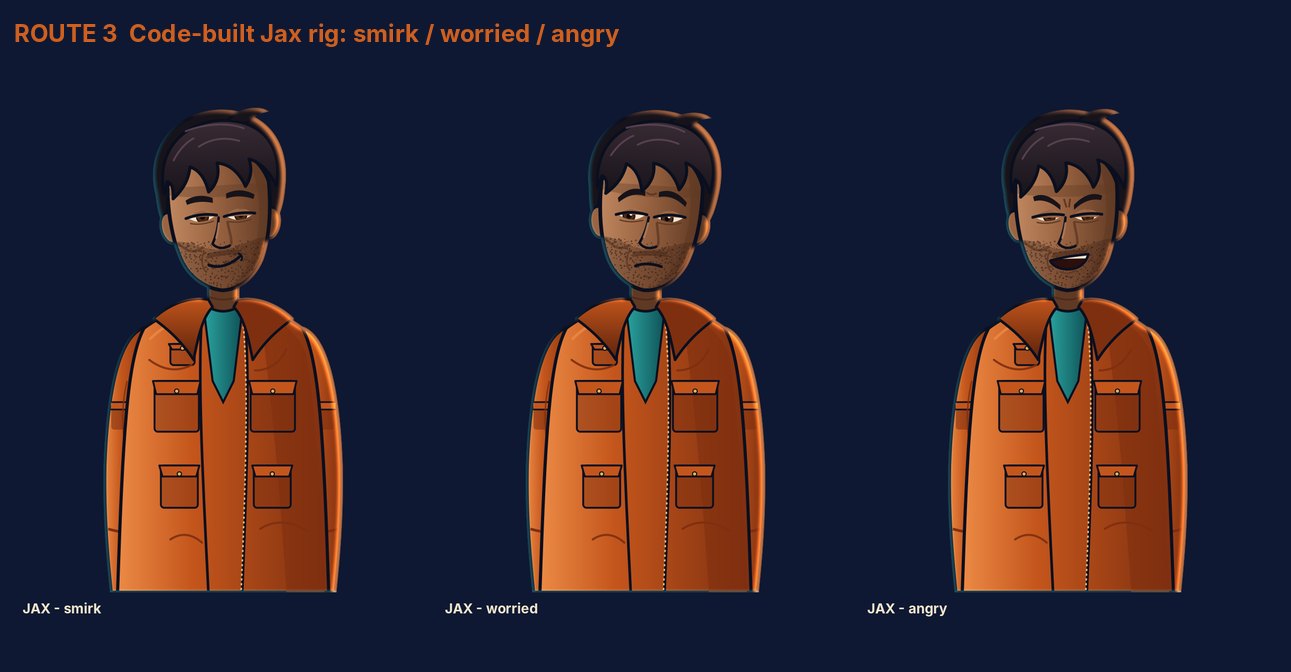 ROUTE 3  Code-built Jax rig: smirk / worried / angry
JAX - smirk
JAX - worried
JAX - angry